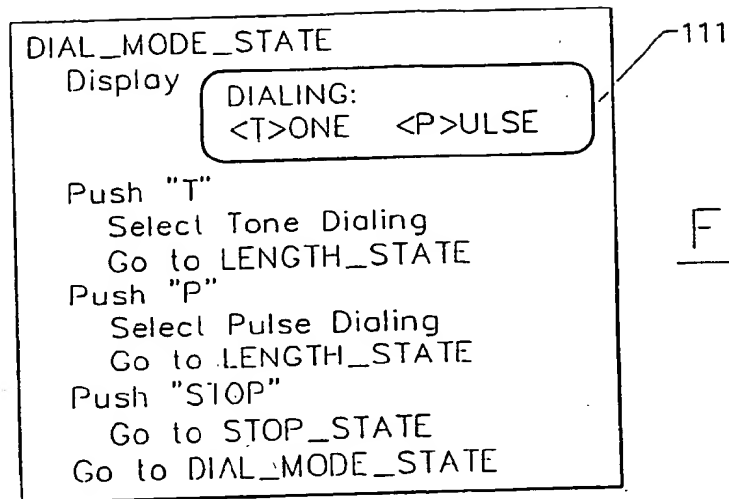 DIAL_MODE_STATE
111
Display
DIALING:
<T>ONE <P>ULSE
Push "T"
Select Tone Dialing
Go to LENGTH_STATE
F
Push "P"
Select Pulse Dialing
Go to LENGTH_STATE
Push "STOP"
Go to STOP_STATE
Go to DIAL_MODE_STATE